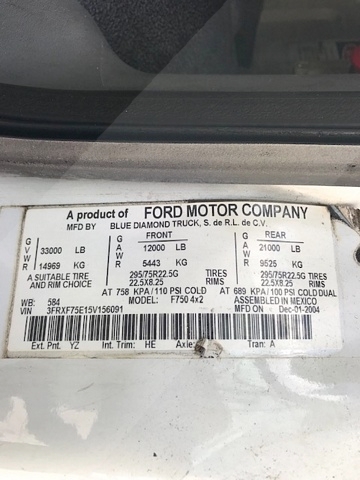 A product of FORD MOTOR COMPANY
MFD BY BLUE DIAMOND TRUCK, S. de R.L. de C.V.
GVWR 33000 LB 14969 KG
FRONT GAWR 12000 LB 5443 KG
REAR GAWR 21000 LB 9525 KG
A SUITABLE TIRE AND RIM CHOICE 295/75R22.5G TIRES 22.5X8.25 RIMS 295/75R22.5G TIRES 22.5X8.25 RIMS
AT 758 KPA/110 PSI COLD AT 689 KPA/100 PSI COLD DUAL
WB: 584 MODEL: F750 4x2 ASSEMBLED IN MEXICO
VIN 3FRXF75E15V156091 MFD ON Dec-01-2004
Ext. Pnt: YZ Int. Trim: HE Axle: Tran: A